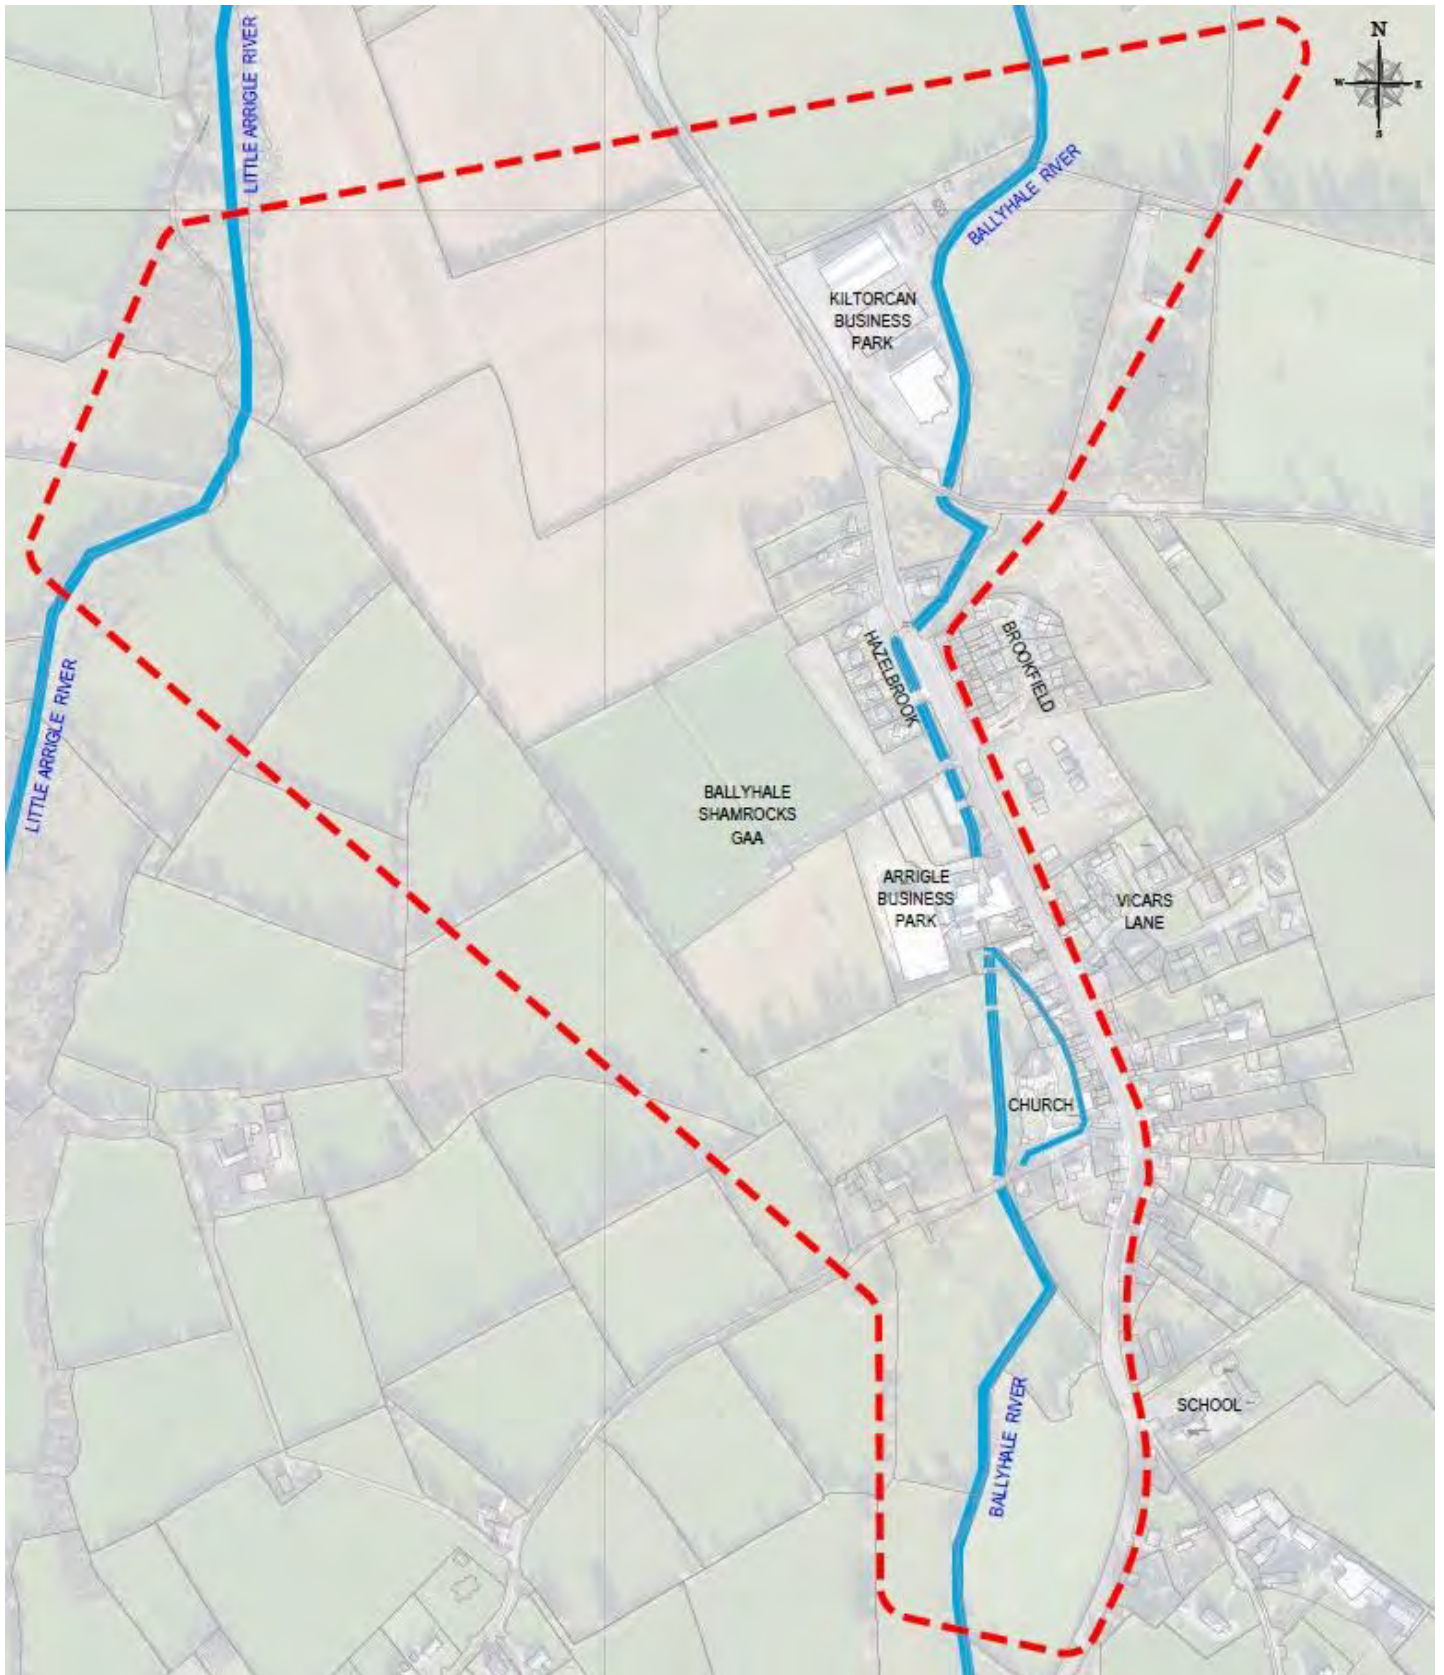 N
W
E
S
LITTLE ARRIGLE RIVER
BALLYHALE RIVER
KILTORCAN
BUSINESS
PARK
HAZELBROOK
BROOKFIELD
LITTLE ARRIGLE RIVER
BALLYHALE
SHAMROCKS
GAA
ARRIGLE
BUSINESS
PARK
VICARS
LANE
CHURCH
BALLYHALE RIVER
SCHOOL